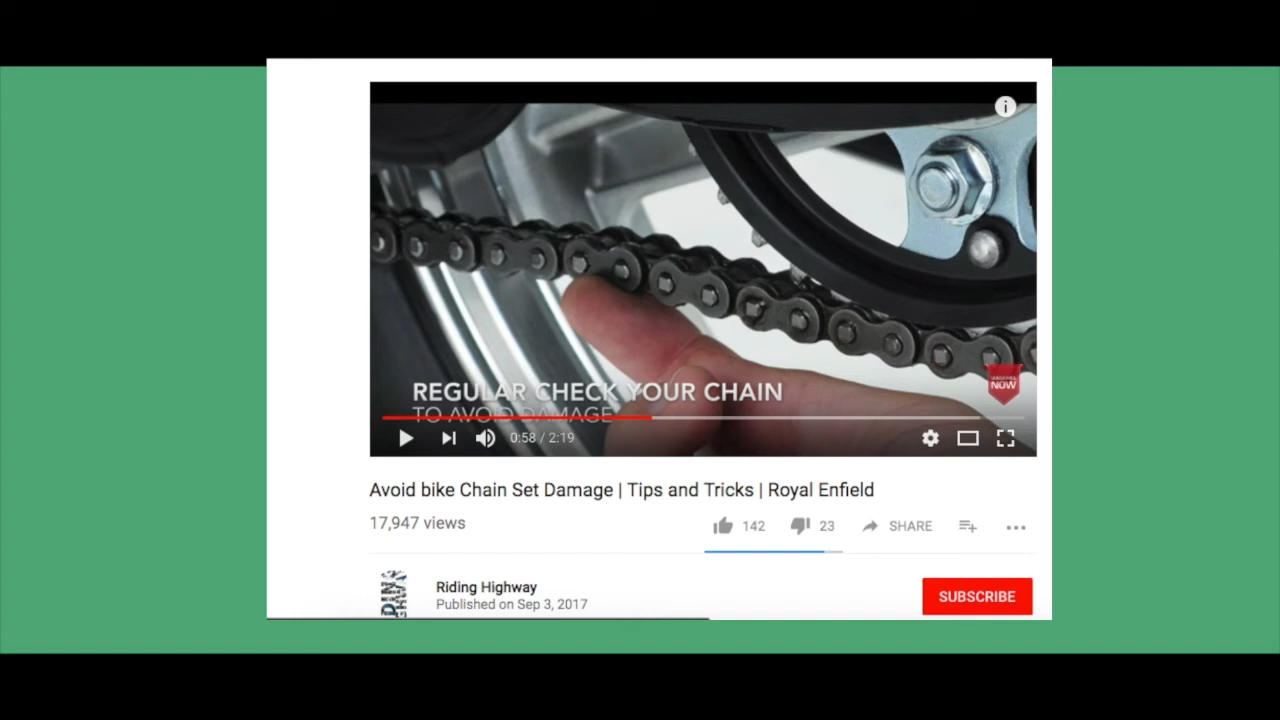 i
REGULAR CHECK YOUR CHAIN
TO AVOID DAMAGE
NOW
0:58 / 2:19
Avoid bike Chain Set Damage | Tips and Tricks | Royal Enfield
17,947 views
142
23
SHARE
Riding Highway
Published on Sep 3, 2017
SUBSCRIBE